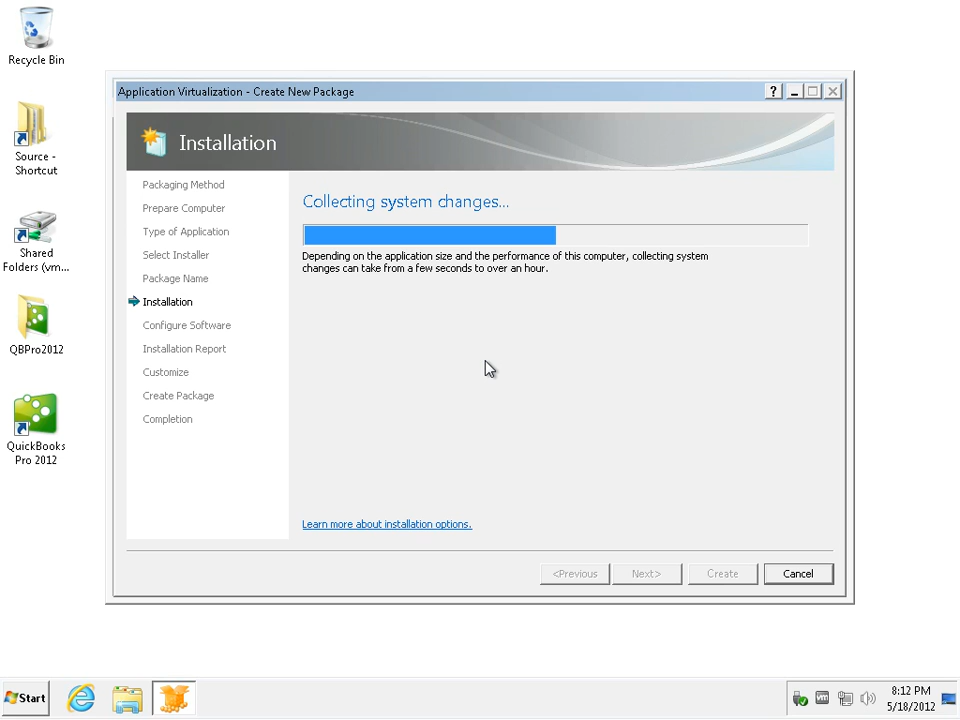 Recycle Bin
Source -
Shortcut
Shared
Folders (vm...
QBPro2012
QuickBooks
Pro 2012
Application Virtualization - Create New Package
?
Installation
Packaging Method
Prepare Computer
Type of Application
Select Installer
Package Name
Installation
Configure Software
Installation Report
Customize
Create Package
Completion
Collecting system changes...
Depending on the application size and the performance of this computer, collecting system
changes can take from a few seconds to over an hour.
Learn more about installation options.
<Previous
Next>
Create
Cancel
Start
8:12 PM
5/18/2012